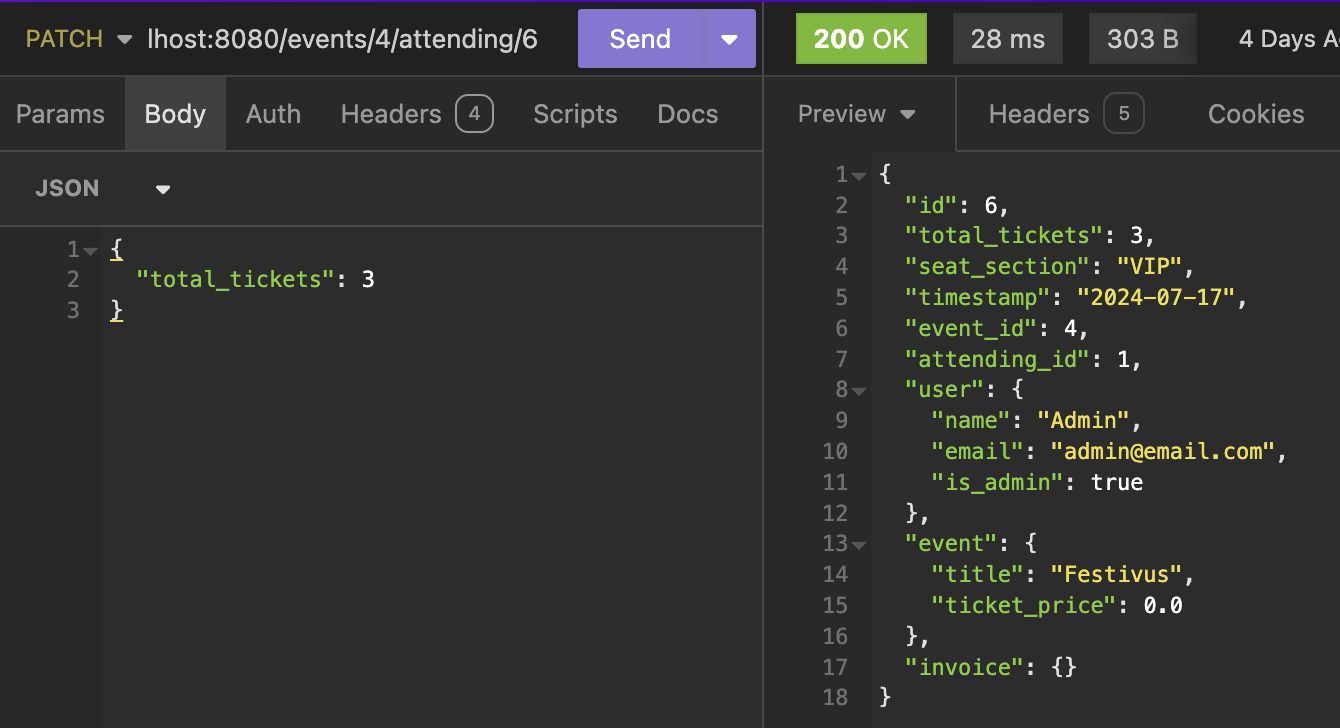 PATCH lhost:8080/events/4/attending/6 Send
200 OK 28 ms 303 B 4 Days A
Params Body Auth Headers 4 Scripts Docs
Preview Headers 5 Cookies
JSON
1 {
2 "total_tickets": 3
3 }
1 {
2 "id": 6,
3 "total_tickets": 3,
4 "seat_section": "VIP",
5 "timestamp": "2024-07-17",
6 "event_id": 4,
7 "attending_id": 1,
8 "user": {
9 "name": "Admin",
10 "email": "admin@email.com",
11 "is_admin": true
12 },
13 "event": {
14 "title": "Festivus",
15 "ticket_price": 0.0
16 },
17 "invoice": {}
18 }